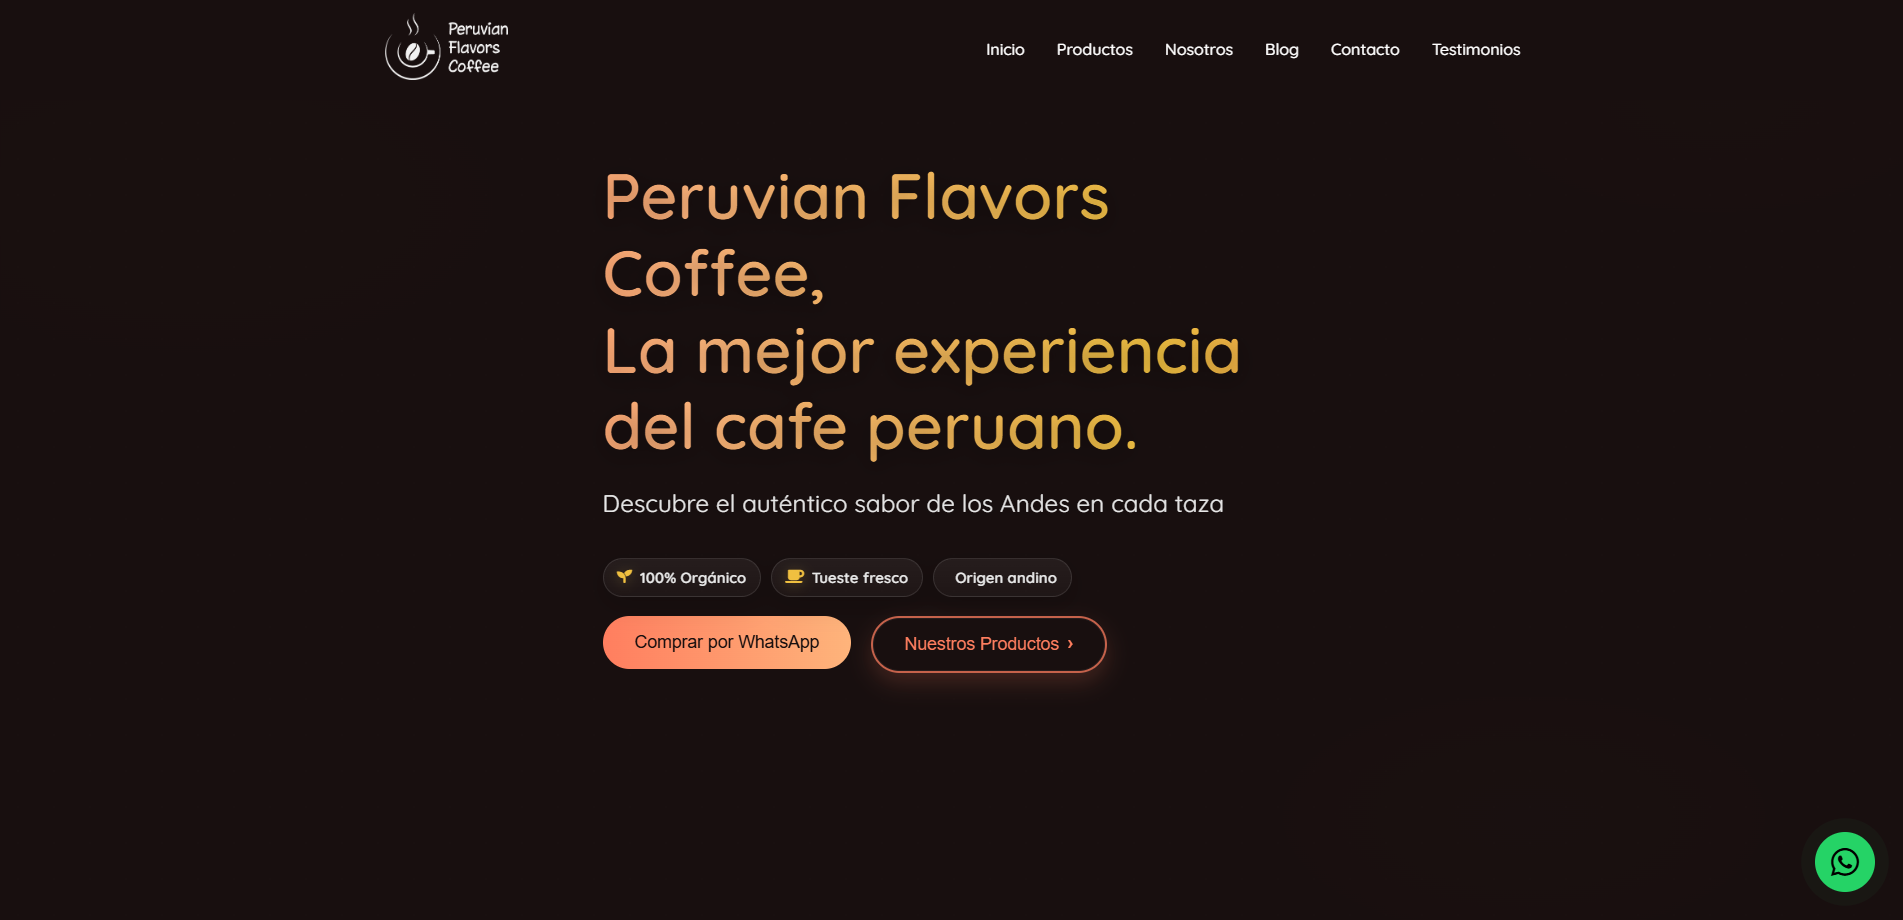 Peruvian
Flavors
Coffee
Inicio Productos Nosotros Blog Contacto Testimonios
Peruvian Flavors
Coffee,
La mejor experiencia
del cafe peruano.
Descubre el auténtico sabor de los Andes en cada taza
100% Orgánico Tueste fresco Origen andino
Comprar por WhatsApp Nuestros Productos ›